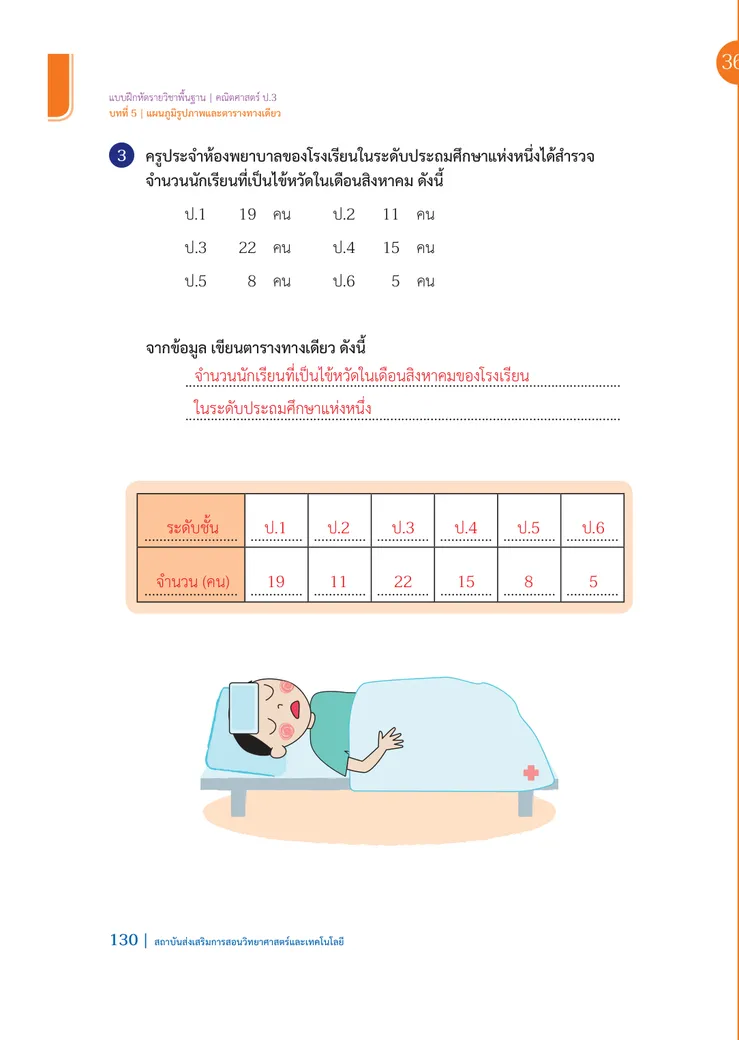 36
แบบฝึกหัดรายวิชาพื้นฐาน | คณิตศาสตร์ ป.3
บทที่ 5 | แผนภูมิรูปภาพและตารางทางเดียว
3 ครูประจำห้องพยาบาลของโรงเรียนในระดับประถมศึกษาแห่งหนึ่งได้สำรวจ
จำนวนนักเรียนที่เป็นไข้หวัดในเดือนสิงหาคม ดังนี้
ป.1 19 คน ป.2 11 คน
ป.3 22 คน ป.4 15 คน
ป.5 8 คน ป.6 5 คน
จากข้อมูล เขียนตารางทางเดียว ดังนี้
จำนวนนักเรียนที่เป็นไข้หวัดในเดือนสิงหาคมของโรงเรียน
ในระดับประถมศึกษาแห่งหนึ่ง
ระดับชั้น ป.1 ป.2 ป.3 ป.4 ป.5 ป.6
จำนวน (คน) 19 11 22 15 8 5
130 | สถาบันส่งเสริมการสอนวิทยาศาสตร์และเทคโนโลยี